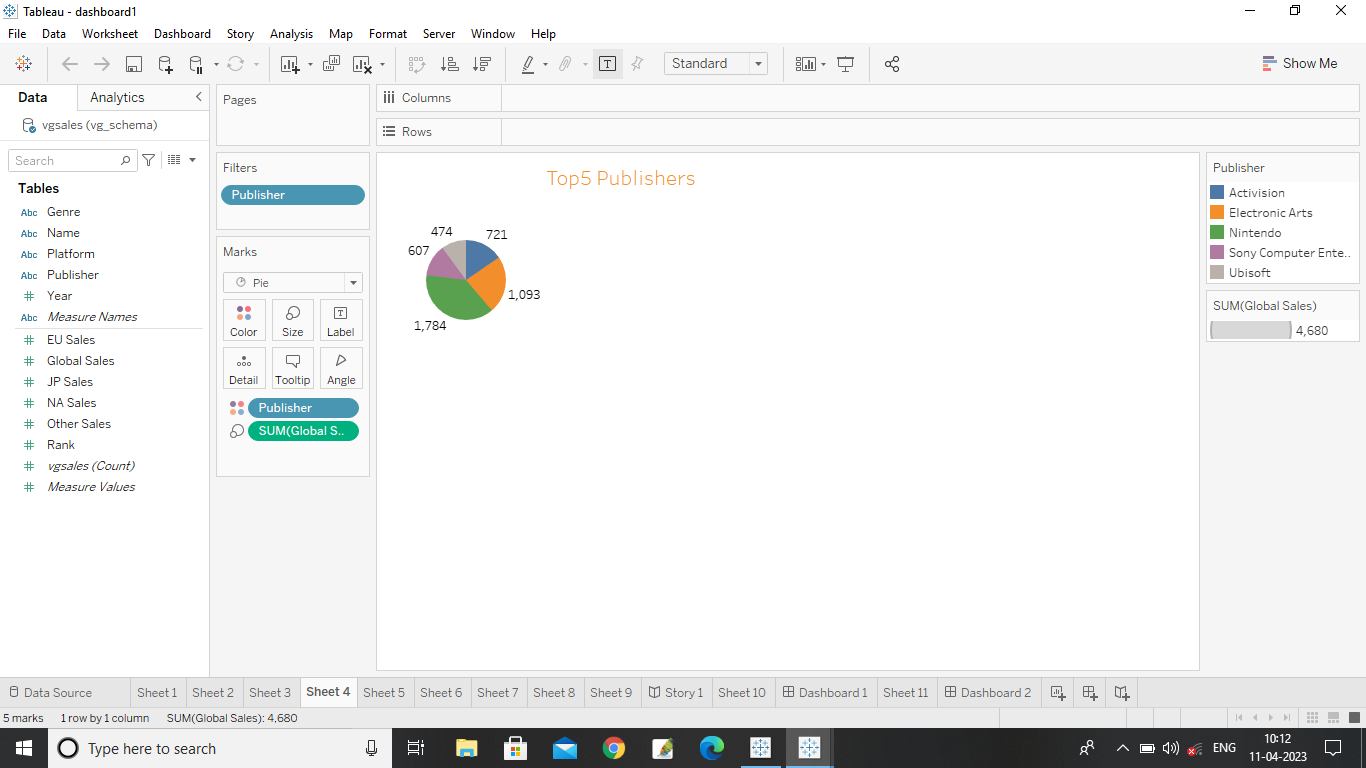 Tableau - dashboard1
File Data Worksheet Dashboard Story Analysis Map Format Server Window Help
Standard
Show Me
Data Analytics
vgsales (vg_schema)
Search
Tables
Abc Genre
Abc Name
Abc Platform
Abc Publisher
# Year
Abc Measure Names
# EU Sales
# Global Sales
# JP Sales
# NA Sales
# Other Sales
# Rank
# vgsales (Count)
# Measure Values
Pages
Filters
Publisher
Marks
Pie
Color Size Label
Detail Tooltip Angle
Publisher
SUM(Global S..
Columns
Rows
Top5 Publishers
474 721
607
1,093
1,784
Publisher
Activision
Electronic Arts
Nintendo
Sony Computer Ente..
Ubisoft
SUM(Global Sales)
4,680
Data Source Sheet 1 Sheet 2 Sheet 3 Sheet 4 Sheet 5 Sheet 6 Sheet 7 Sheet 8 Sheet 9 Story 1 Sheet 10 Dashboard 1 Sheet 11 Dashboard 2
5 marks 1 row by 1 column SUM(Global Sales): 4,680
Type here to search
ENG
10:12
11-04-2023